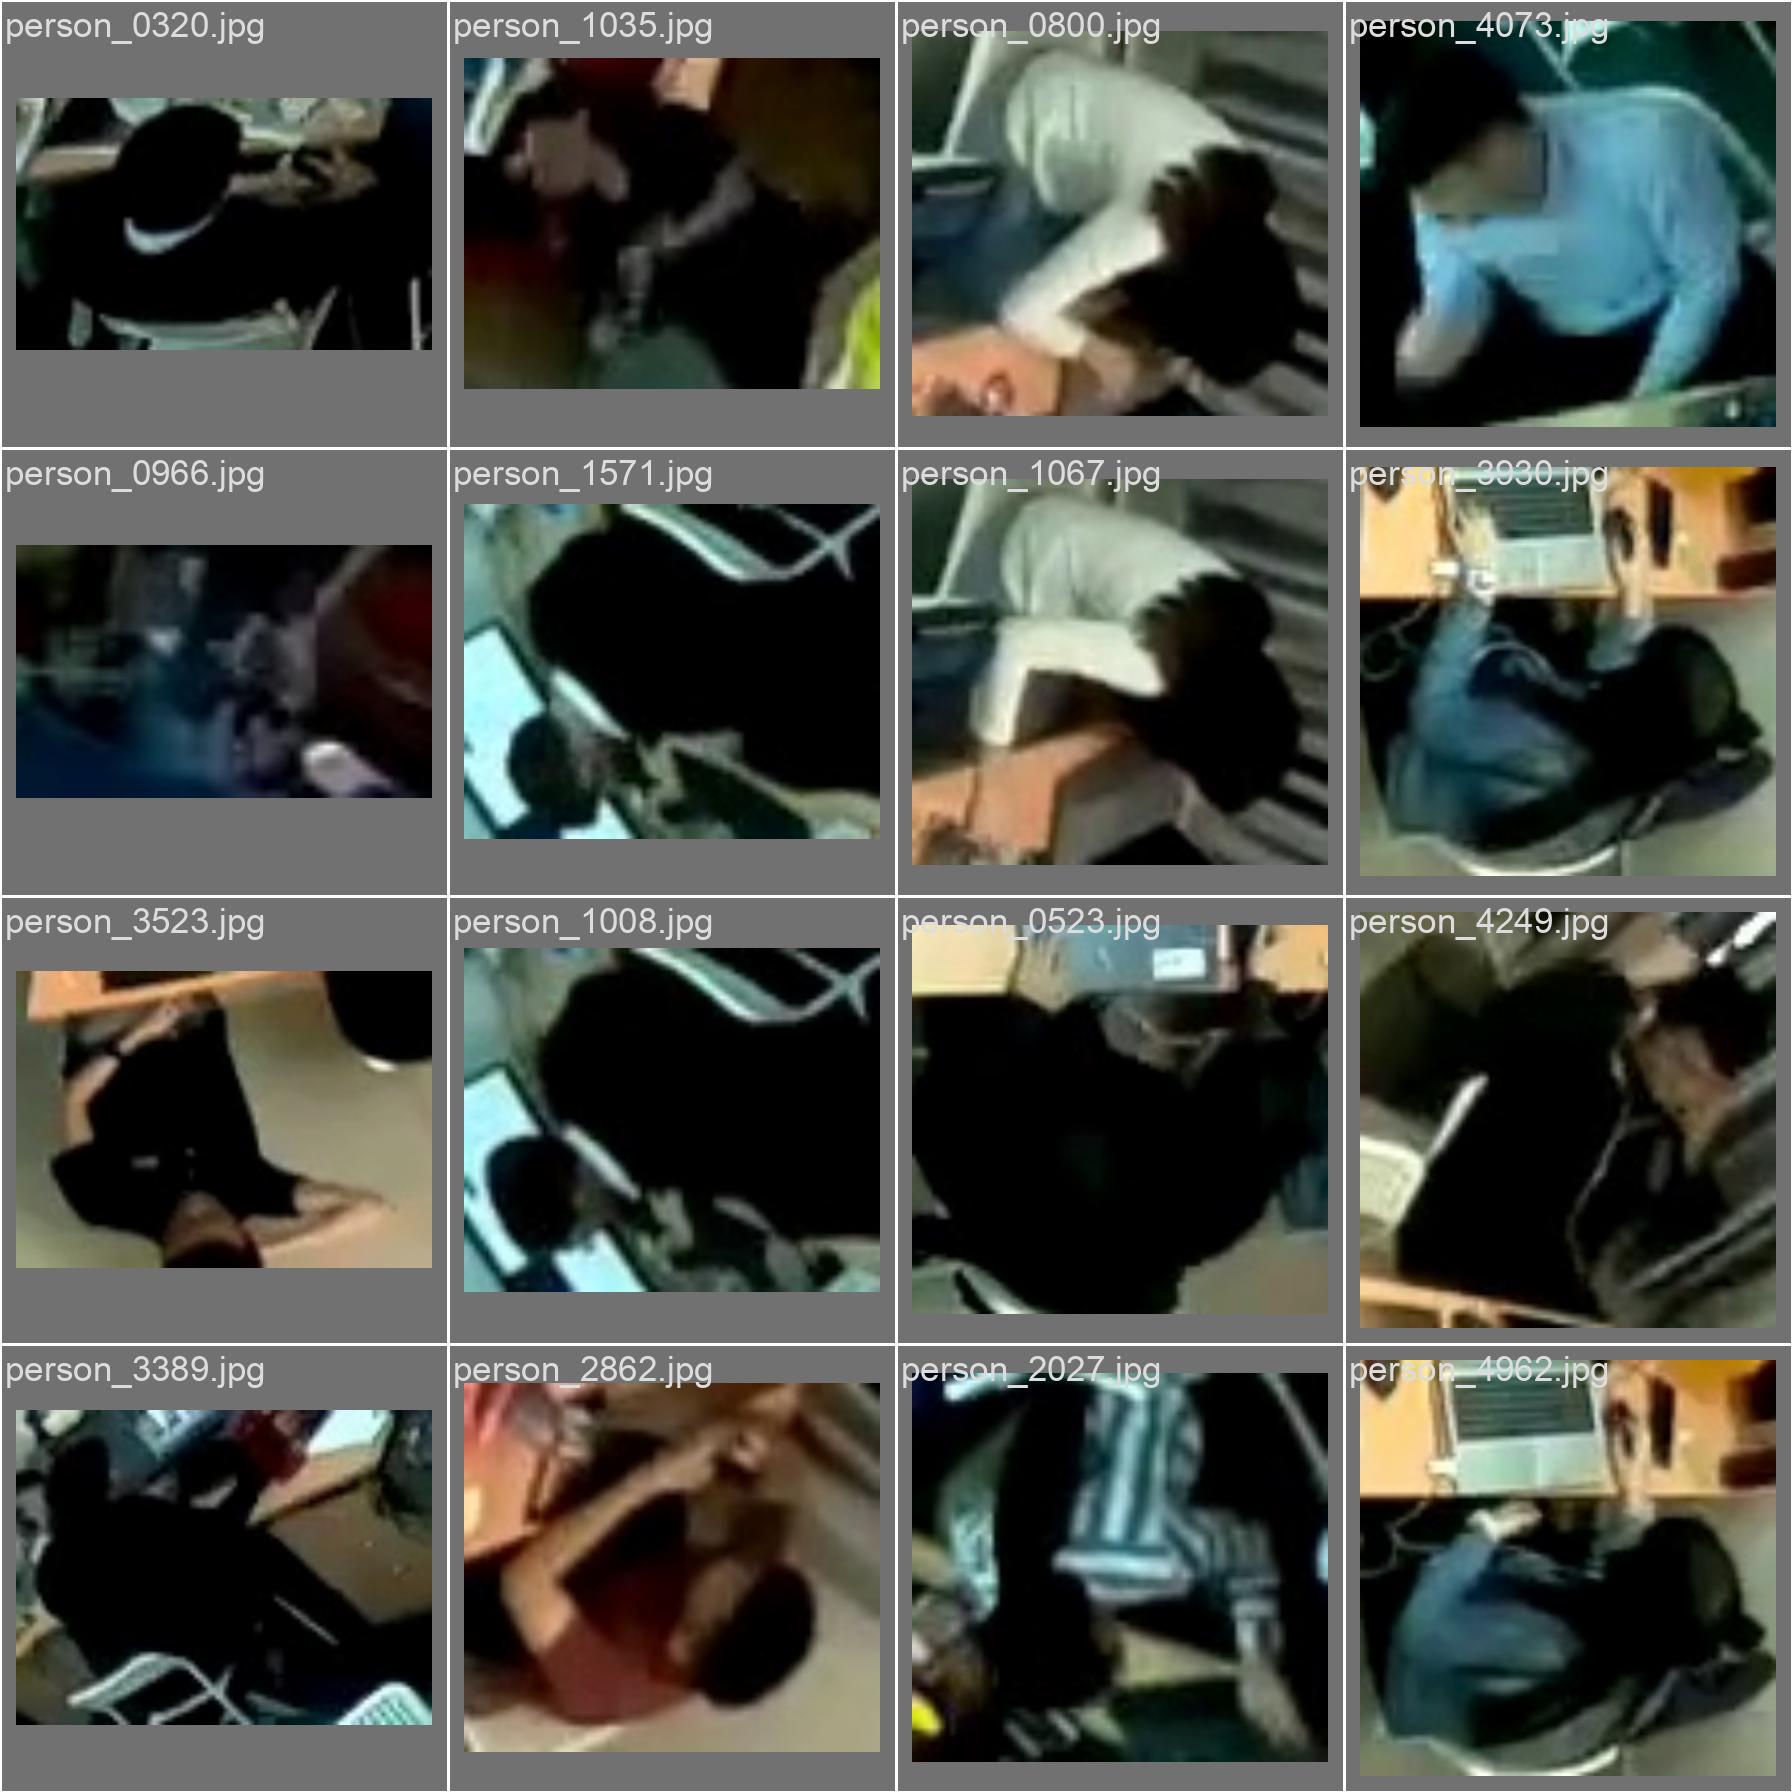 person_0320.jpg
person_1035.jpg
person_0800.jpg
person_4073.jpg
person_0966.jpg
person_1571.jpg
person_1067.jpg
person_3030.jpg
person_3523.jpg
person_1008.jpg
person_0523.jpg
person_4249.jpg
person_3389.jpg
person_2862.jpg
person_2027.jpg
person_4962.jpg